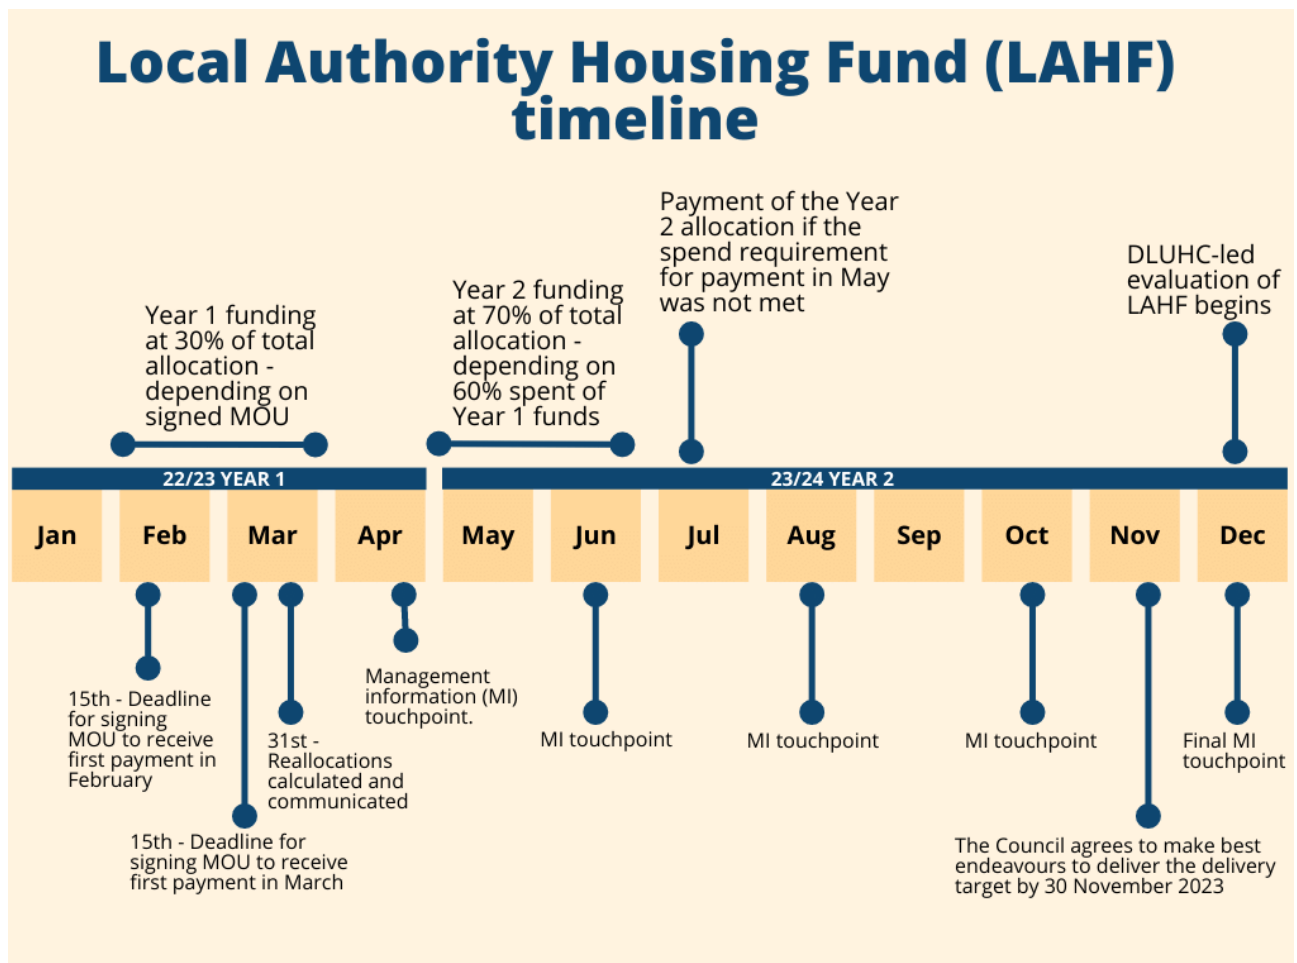 Local Authority Housing Fund (LAHF)
timeline
Payment of the Year
2 allocation if the
spend requirement
for payment in May
was not met
DLUHC-led
evaluation of
LAHF begins
Year 1 funding
at 30% of total
allocation -
depending on
signed MOU
Year 2 funding
at 70% of total
allocation -
depending on
60% spent of
Year 1 funds
22/23 YEAR 1
23/24 YEAR 2
Jan
Feb
Mar
Apr
May
Jun
Jul
Aug
Sep
Oct
Nov
Dec
15th - Deadline
for signing
MOU to receive
first payment in
February
15th - Deadline for
signing MOU to receive
first payment in March
31st -
Reallocations
calculated and
communicated
Management
information (MI)
touchpoint.
MI touchpoint
MI touchpoint
MI touchpoint
The Council agrees to make best
endeavours to deliver the delivery
target by 30 November 2023
Final MI
touchpoint